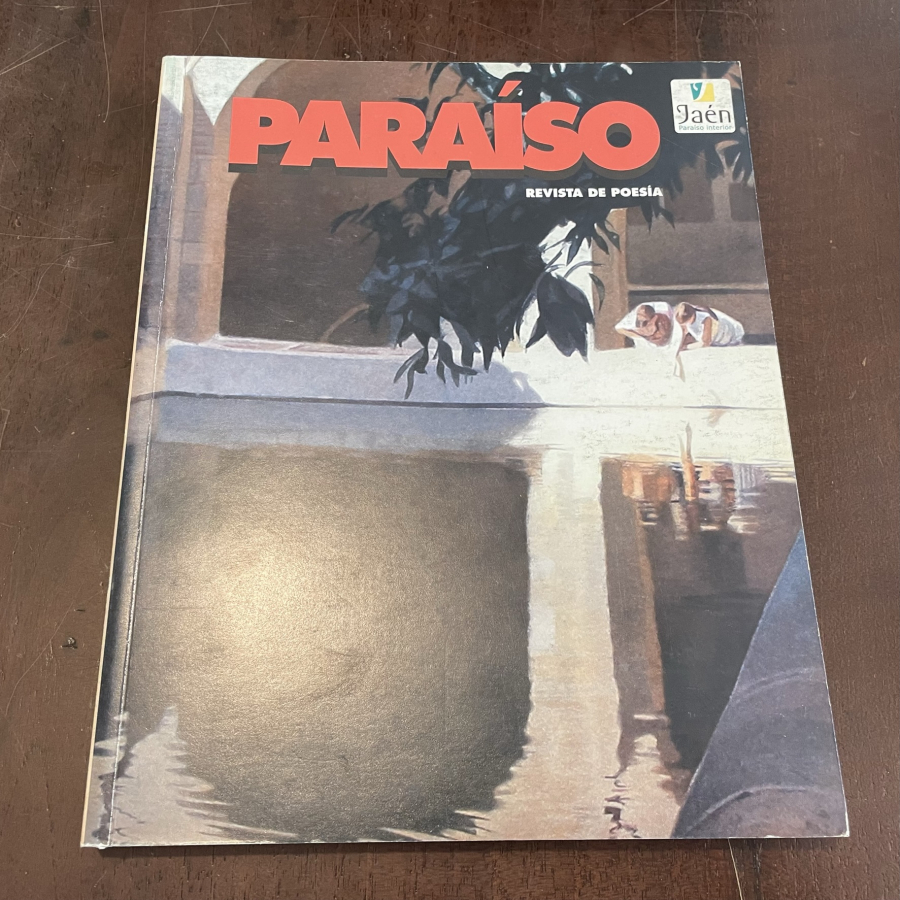 PARAÍSO
Jaén
Paraíso Interior
REVISTA DE POESÍA